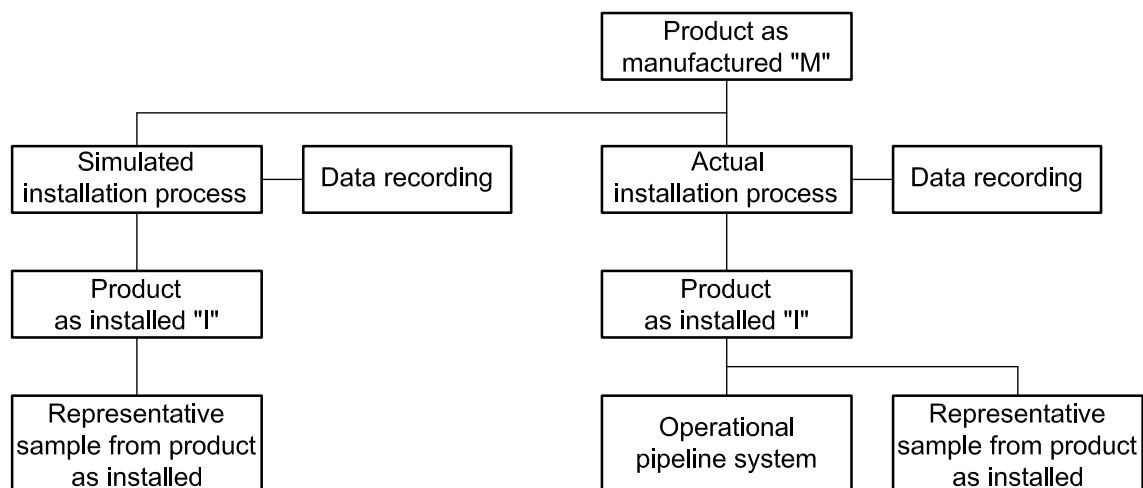 Product as
manufactured "M"
Simulated
installation process
Data recording
Actual
installation process
Data recording
Product
as installed "I"
Product
as installed "I"
Representative
sample from product
as installed
Operational
pipeline system
Representative
sample from product
as installed